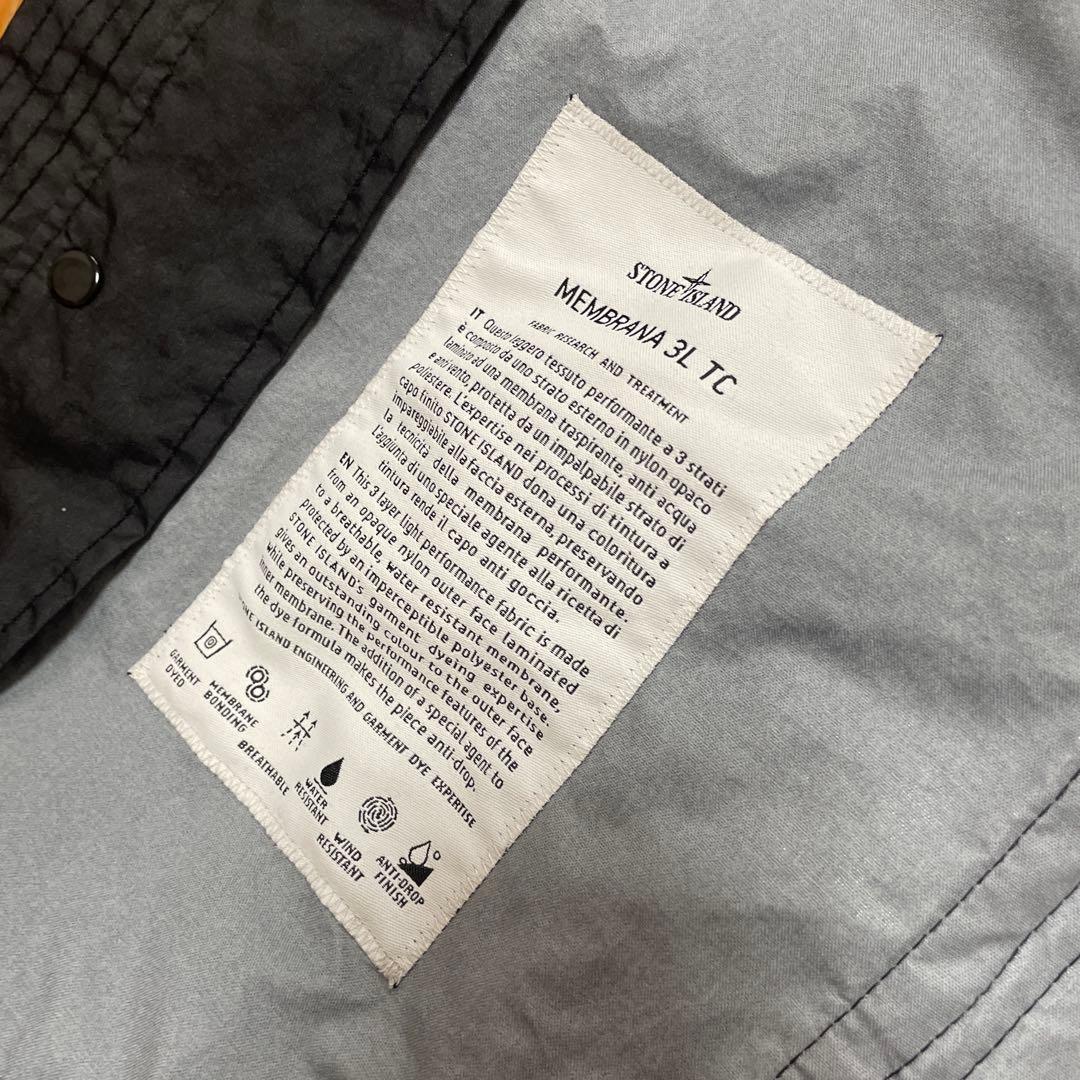 STONE ISLAND
MEMBRANA 3L TC
FABRIC RESEARCH AND TREATMENT
IT Questo leggero tessuto performante a 3 strati
è composto da uno strato esterno in nylon opaco
laminato ad una membrana traspirante, anti acqua
e antivento, protetta da un impalpabile strato di
poliestere. L'expertise nei processi di tintura a
capo finito STONE ISLAND dona una coloritura
impareggiabile alla faccia esterna, preservando
la tecnicità della membrana performante.
L'aggiunta di uno speciale agente alla ricetta di
tintura rende il capo anti goccia.
EN This 3 layer light performance fabric is made
from an opaque nylon outer face laminated
to a breathable, water resistant membrane,
protected by an imperceptible polyester base.
STONE ISLAND'S garment dyeing expertise
gives an outstanding colour to the outer face
while preserving the performance features of the
inner membrane. The addition of a special agent to
the dye formula makes the piece anti-drop.
STONE ISLAND ENGINEERING AND GARMENT DYE EXPERTISE
GARMENT
DYED
MEMBRANE
BONDING
BREATHABLE
WATER
RESISTANT
WIND
RESISTANT
ANTI-DROP
FINISH